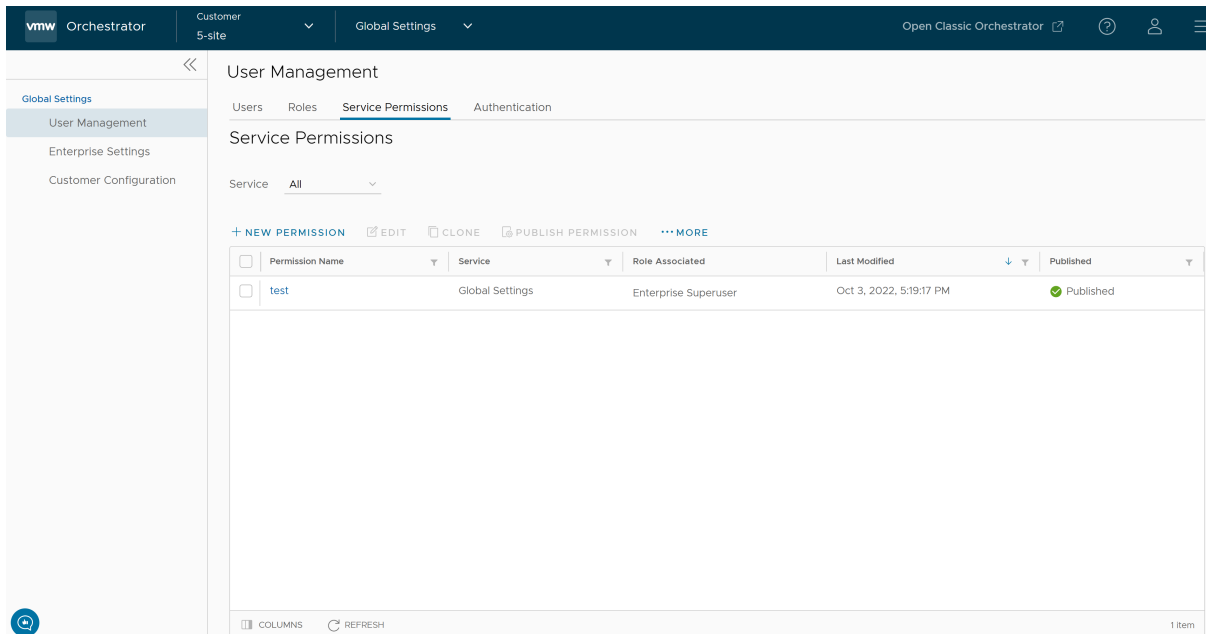 vmw Orchestrator
Customer
5-site
Global Settings
Open Classic Orchestrator
Global Settings
User Management
Enterprise Settings
Customer Configuration
User Management
Users Roles Service Permissions Authentication
Service Permissions
Service All
+ NEW PERMISSION EDIT CLONE PUBLISH PERMISSION ••• MORE
Permission Name Service Role Associated Last Modified Published
test Global Settings Enterprise Superuser Oct 3, 2022, 5:19:17 PM Published
COLUMNS REFRESH 1 item